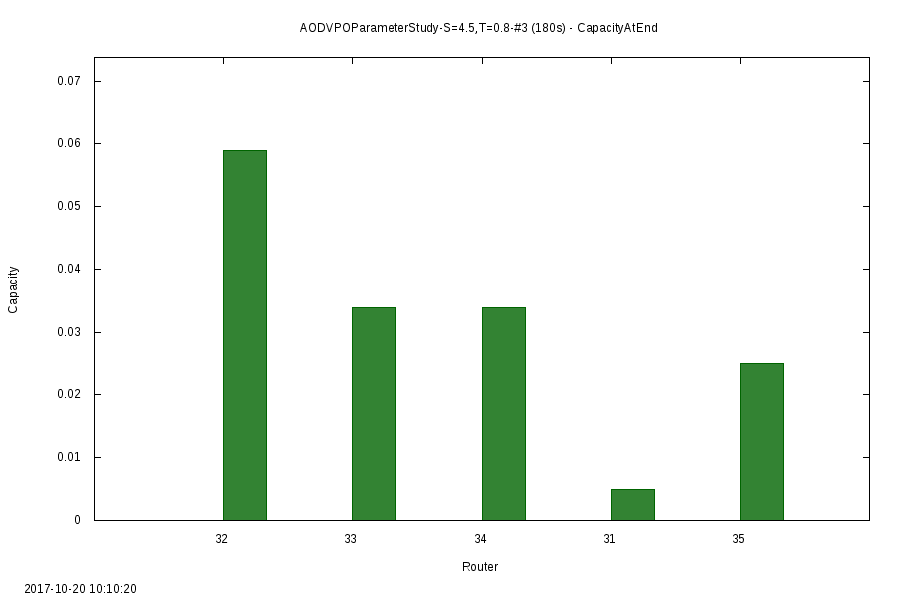 AODVPOParameterStudy-S=4.5,T=0.8-#3 (180s) - CapacityAtEnd
0.07
0.06
0.05
0.04
0.03
0.02
0.01
0
Capacity
32 33 34 31 35
Router
2017-10-20 10:10:20